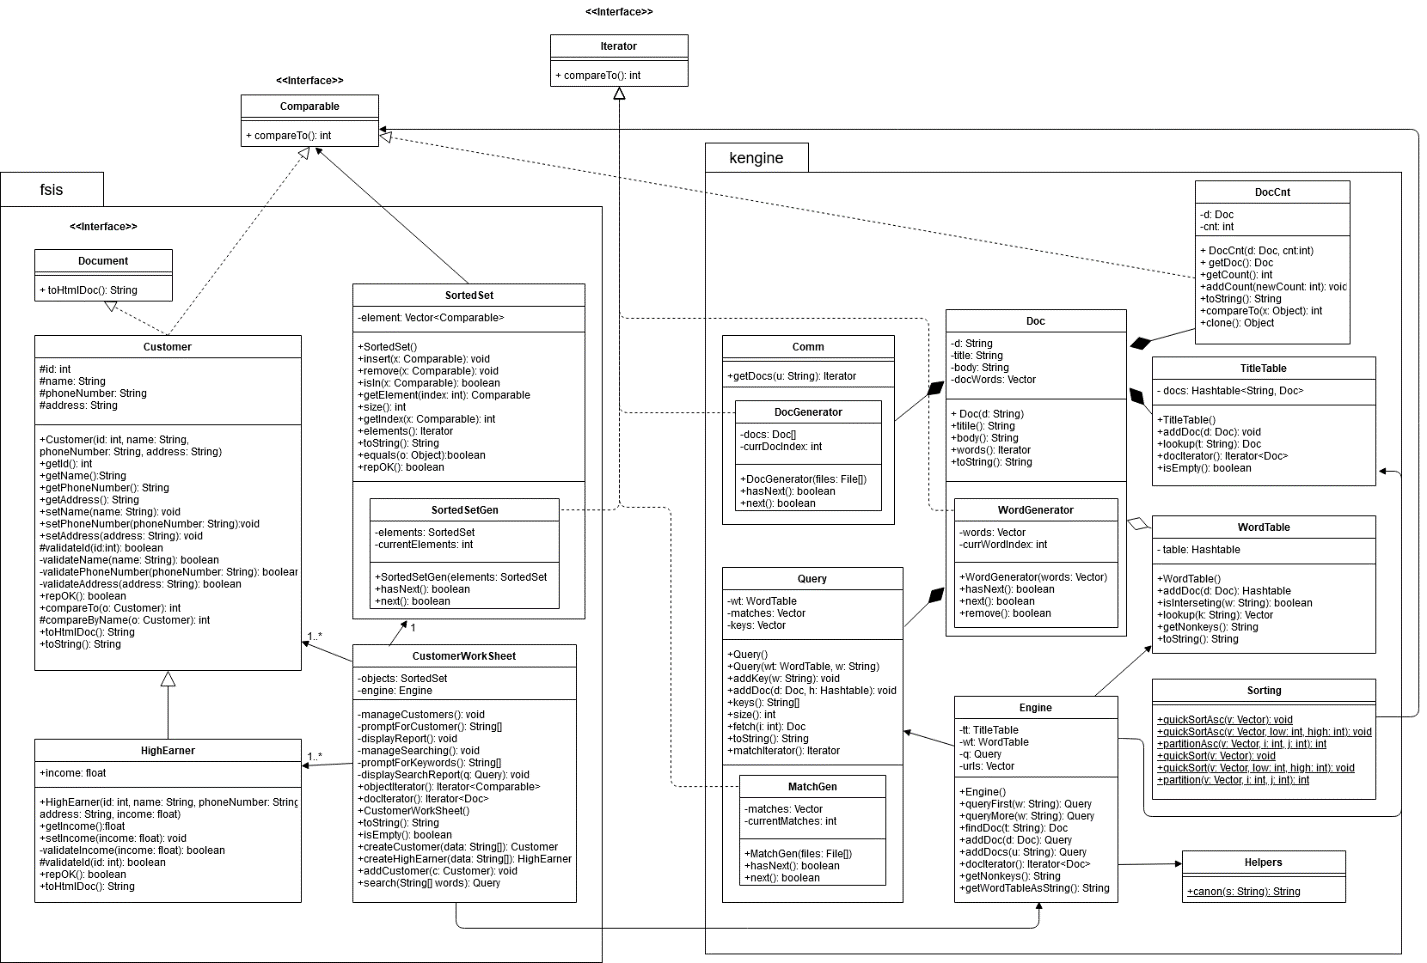 <<Interface>>
Iterator
+ compareTo(): int
<<Interface>>
Comparable
+ compareTo(): int
fsis
<<Interface>>
Document
+ toHtmlDoc(): String
Customer
#id: int
#name: String
#phoneNumber: String
#address: String
+Customer(id: int, name: String,
phoneNumber: String, address: String)
+getId(): int
+getName():String
+getPhoneNumber(): String
+getAddress(): String
+setName(name: String): void
+setPhoneNumber(phoneNumber: String):void
+setAddress(address: String): void
#validateId(id:int): boolean
-validateName(name: String): boolean
-validatePhoneNumber(phoneNumber: String): boolear
-validateAddress(address: String): boolean
+repOK(): boolean
+compareTo(o: Customer): int
#compareByName(o: Customer): int
+toHtmlDoc(): String
+toString(): String
HighEarner
+income: float
+HighEarner(id: int, name: String, phoneNumber: String
address: String, income: float)
+getIncome():float
+setIncome(income: float): void
-validateIncome(income: float): boolean
#validateId(id: int): boolean
+repOK(): boolean
+toHtmlDoc(): String
SortedSet
-element: Vector<Comparable>
+SortedSet()
+insert(x: Comparable): void
+remove(x: Comparable): void
+isIn(x: Comparable): boolean
+getElement(index: int): Comparable
+size(): int
+getIndex(x: Comparable): int
+elements(): Iterator
+toString(): String
+equals(o: Object):boolean
+repOK(): boolean
SortedSetGen
-elements: SortedSet
-currentElements: int
+SortedSetGen(elements: SortedSet
+hasNext(): boolean
+next(): boolean
1
1..*
1..*
CustomerWorkSheet
-objects: SortedSet
-engine: Engine
-manageCustomers(): void
-promptForCustomer(): String[]
-displayReport(): void
-manageSearching(): void
-promptForKeywords(): String[]
-displaySearchReport(q: Query): void
+objectIterator(): Iterator<Comparable>
+docIterator(): Iterator<Doc>
+CustomerWorkSheet()
+toString(): String
+isEmpty(): boolean
+createCustomer(data: String[]): Customer
+createHighEarner(data: String[]): HighEarner
+addCustomer(c: Customer): void
+search(String[] words): Query
kengine
Comm
+getDocs(u: String): Iterator
DocGenerator
-docs: Doc[]
-currDocIndex: int
+DocGenerator(files: File[])
+hasNext(): boolean
+next(): boolean
Query
-wt: WordTable
-matches: Vector
-keys: Vector
+Query()
+Query(wt: WordTable, w: String)
+addKey(w: String): void
+addDoc(d: Doc, h: Hashtable): void
+keys(): String[]
+size(): int
+fetch(i: int): Doc
+toString(): String
+matchIterator(): Iterator
MatchGen
-matches: Vector
-currentMatches: int
+MatchGen(files: File[])
+hasNext(): boolean
+next(): boolean
Doc
-d: String
-title: String
-body: String
-docWords: Vector
+ Doc(d: String)
+titile(): String
+body(): String
+words(): Iterator
+toString(): String
WordGenerator
-words: Vector
-currWordIndex: int
+WordGenerator(words: Vector)
+hasNext(): boolean
+next(): boolean
+remove(): boolean
Engine
-tt: TitleTable
-wt: WordTable
-q: Query
-urls: Vector
+Engine()
+queryFirst(w: String): Query
+queryMore(w: String): Query
+findDoc(t: String): Doc
+addDoc(d: Doc): Query
+addDocs(u: String): Query
+docIterator(): Iterator<Doc>
+getNonkeys(): String
+getWordTableAsString(): String
DocCnt
-d: Doc
-cnt: int
+ DocCnt(d: Doc, cnt:int)
+ getDoc(): Doc
+getCount(): int
+addCount(newCount: int): void
+toString(): String
+compareTo(x: Object): int
+clone(): Object
TitleTable
- docs: Hashtable<String, Doc>
+TitleTable()
+addDoc(d: Doc): void
+lookup(t: String): Doc
+docIterator(): Iterator<Doc>
+isEmpty(): boolean
WordTable
- table: Hashtable
+WordTable()
+addDoc(d: Doc): Hashtable
+isInterseting(w: String): boolean
+lookup(k: String): Vector
+getNonkeys(): String
+toString(): String
Sorting
+quickSortAsc(v: Vector): void
+quickSortAsc(v: Vector, low: int, high: int): void
+partitionAsc(v: Vector, i: int, j: int): int
+quickSort(v: Vector): void
+quickSort(v: Vector, low: int, high: int): void
+partition(v: Vector, i: int, j: int): int
Helpers
+canon(s: String): String